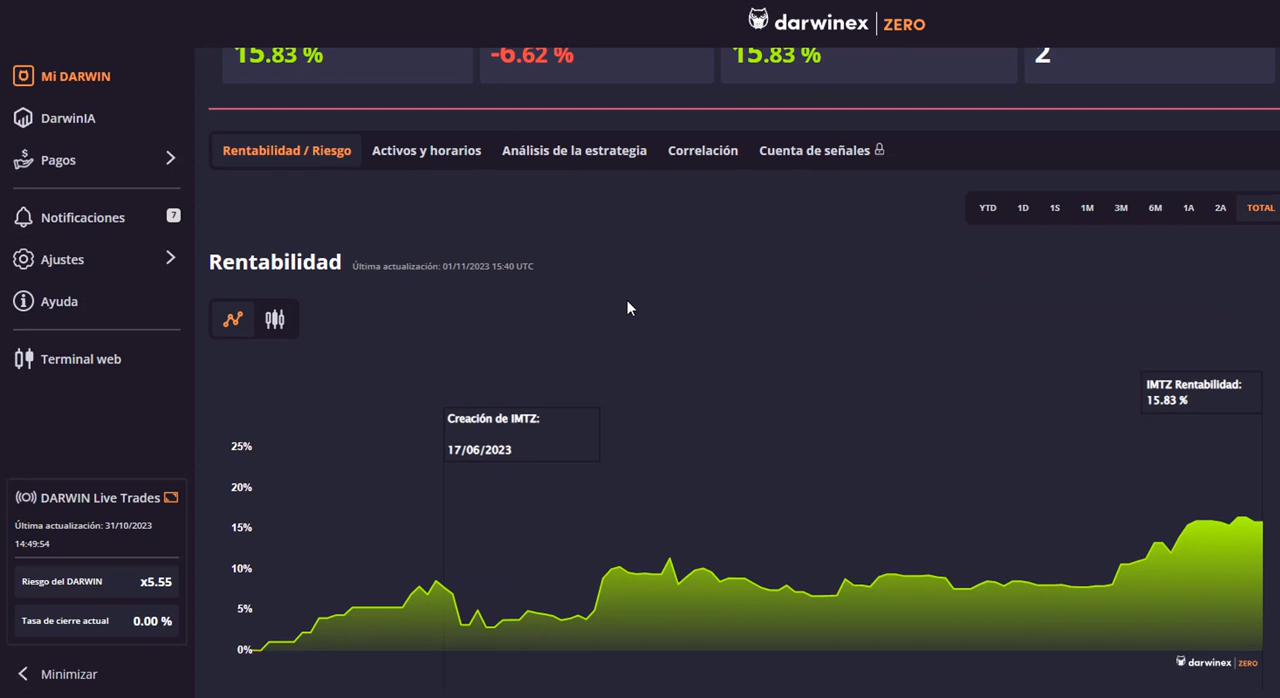 darwinex | ZERO
15.83 %
-6.62 %
15.83 %
2
Mi DARWIN
DarwinIA
Pagos
Notificaciones 7
Ajustes
Ayuda
Terminal web
Rentabilidad / Riesgo
Activos y horarios
Análisis de la estrategia
Correlación
Cuenta de señales
YTD 1D 1S 1M 3M 6M 1A 2A TOTAL
Rentabilidad
Última actualización: 01/11/2023 15:40 UTC
IMTZ Rentabilidad:
15.83 %
Creación de IMTZ:
17/06/2023
25%
20%
15%
10%
5%
0%
darwinex | ZERO
DARWIN Live Trades
Última actualización: 31/10/2023
14:49:54
Riesgo del DARWIN x5.55
Tasa de cierre actual 0.00 %
Minimizar